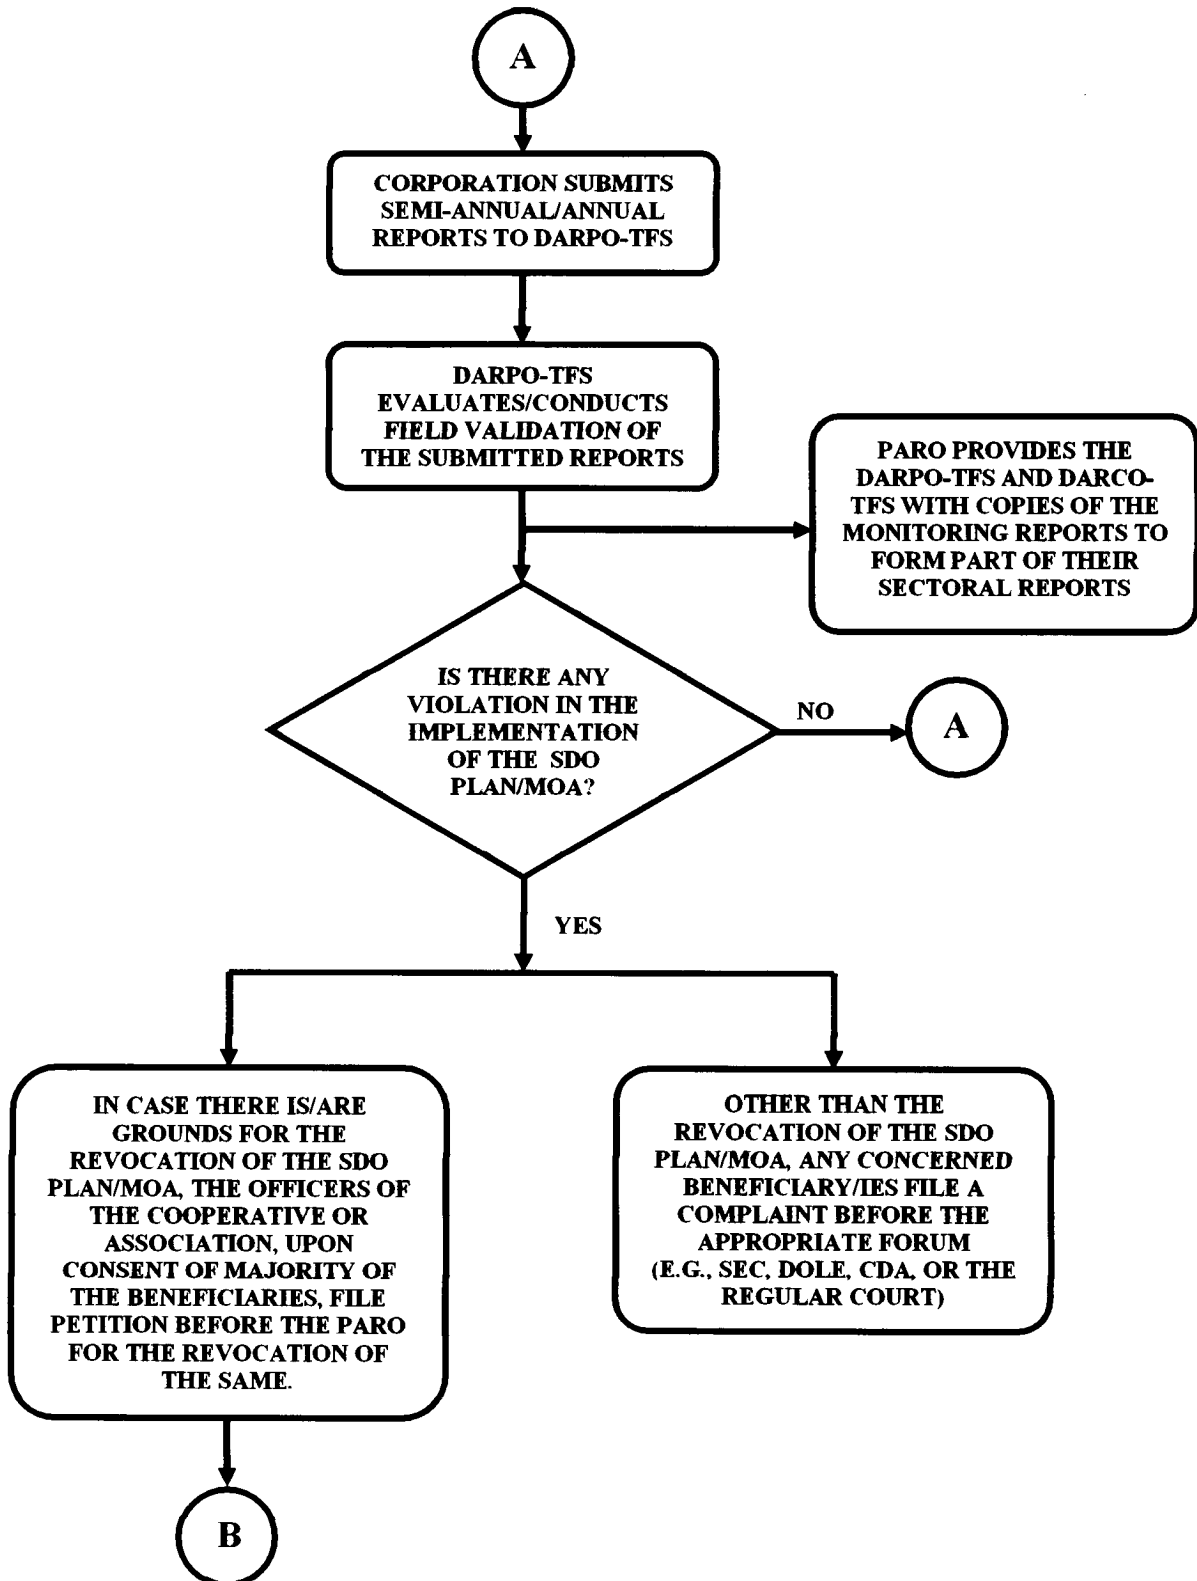 A
CORPORATION SUBMITS
SEMI-ANNUAL/ANNUAL
REPORTS TO DARPO-TFS
DARPO-TFS
EVALUATES/CONDUCTS
FIELD VALIDATION OF
THE SUBMITTED REPORTS
PARO PROVIDES THE
DARPO-TFS AND DARCO-
TFS WITH COPIES OF THE
MONITORING REPORTS TO
FORM PART OF THEIR
SECTORAL REPORTS
IS THERE ANY
VIOLATION IN THE
IMPLEMENTATION
OF THE SDO
PLAN/MOA?
NO
A
YES
IN CASE THERE IS/ARE
GROUNDS FOR THE
REVOCATION OF THE SDO
PLAN/MOA, THE OFFICERS OF
THE COOPERATIVE OR
ASSOCIATION, UPON
CONSENT OF MAJORITY OF
THE BENEFICIARIES, FILE
PETITION BEFORE THE PARO
FOR THE REVOCATION OF
THE SAME.
OTHER THAN THE
REVOCATION OF THE SDO
PLAN/MOA, ANY CONCERNED
BENEFICIARY/IES FILE A
COMPLAINT BEFORE THE
APPROPRIATE FORUM
(E.G., SEC, DOLE, CDA, OR THE
REGULAR COURT)
B